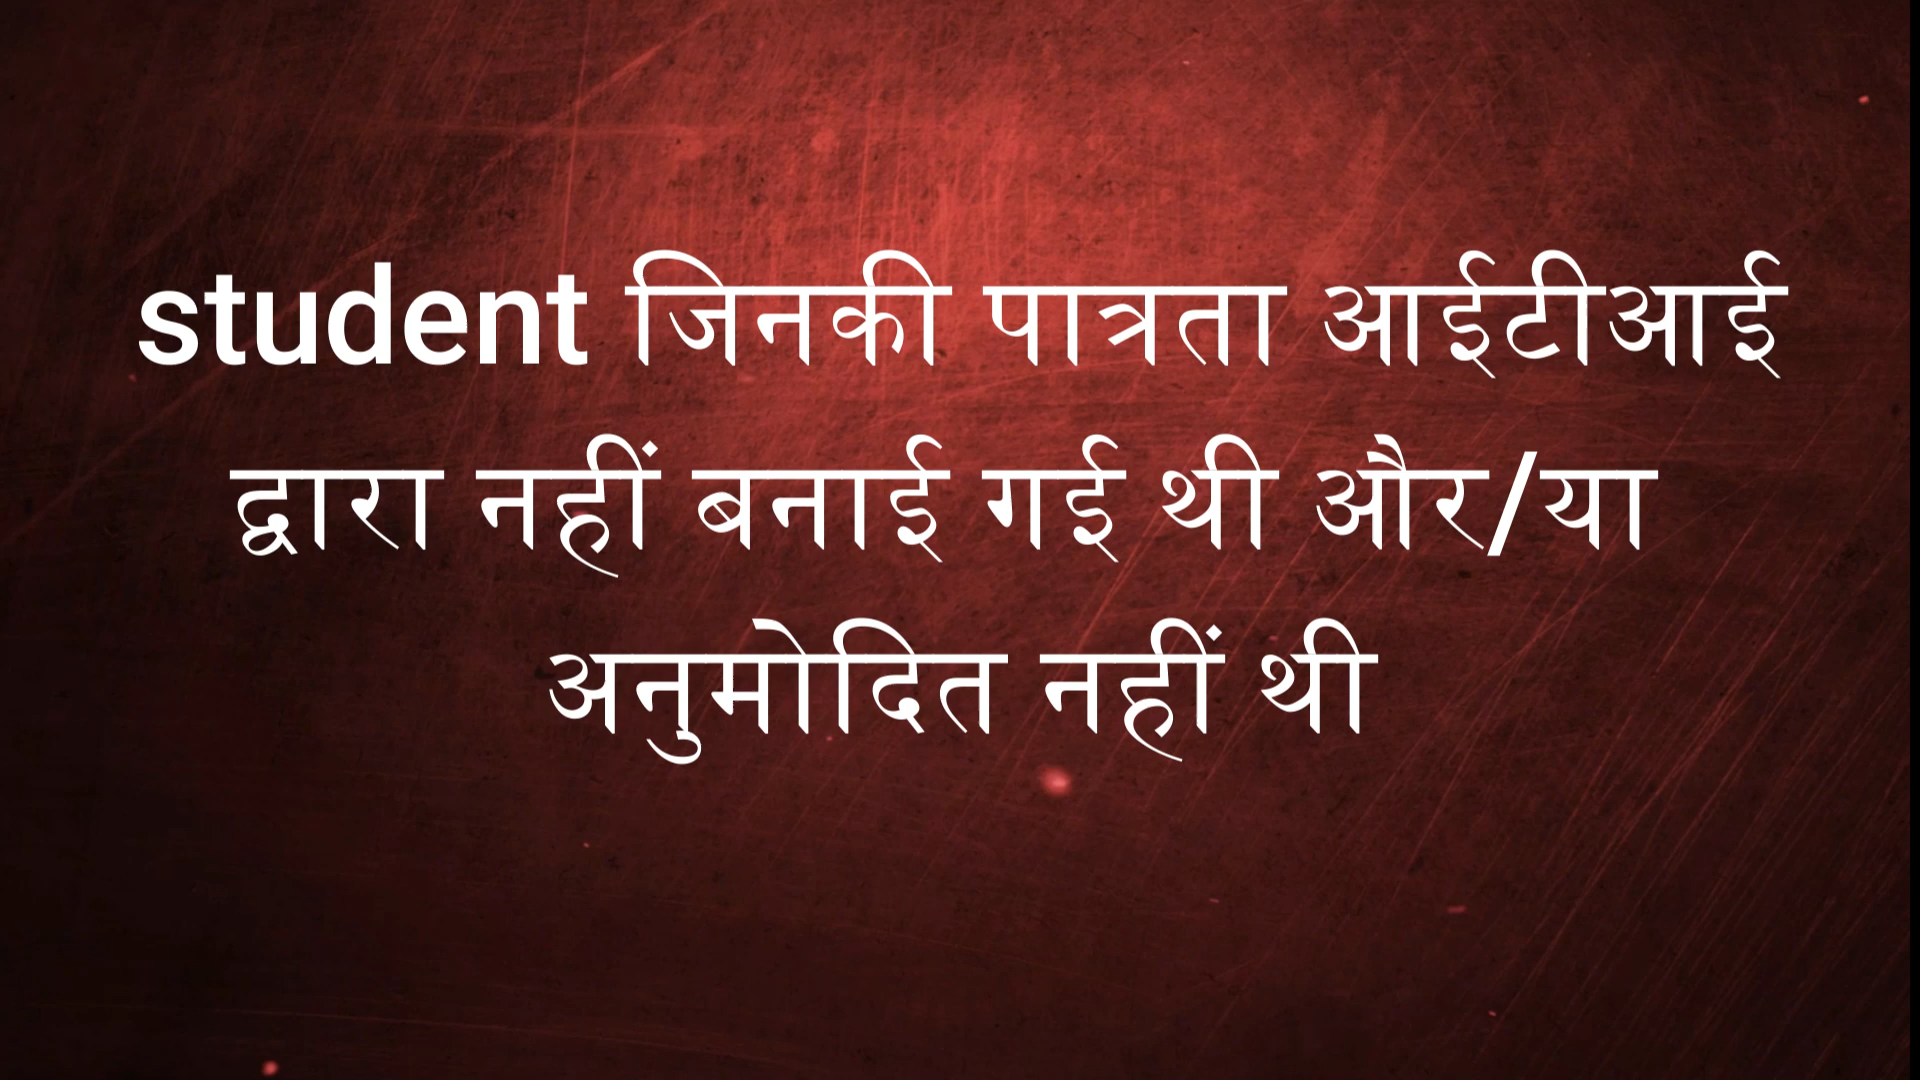 student जिनकी पात्रता आईटीआई
द्वारा नहीं बनाई गई थी और/या
अनुमोदित नहीं थी